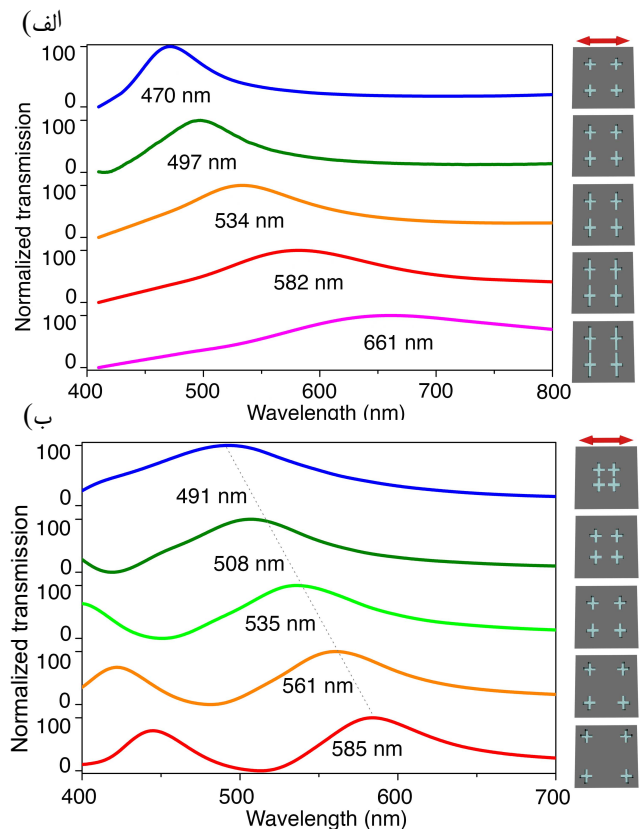 الف)
Normalized transmission
100
0
470 nm
100
0
497 nm
100
0
534 nm
100
0
582 nm
100
0
661 nm
400 500 600 700 800
Wavelength (nm)
ب)
Normalized transmission
100
0
491 nm
100
0
508 nm
100
0
535 nm
100
0
561 nm
100
0
585 nm
400 500 600 700
Wavelength (nm)